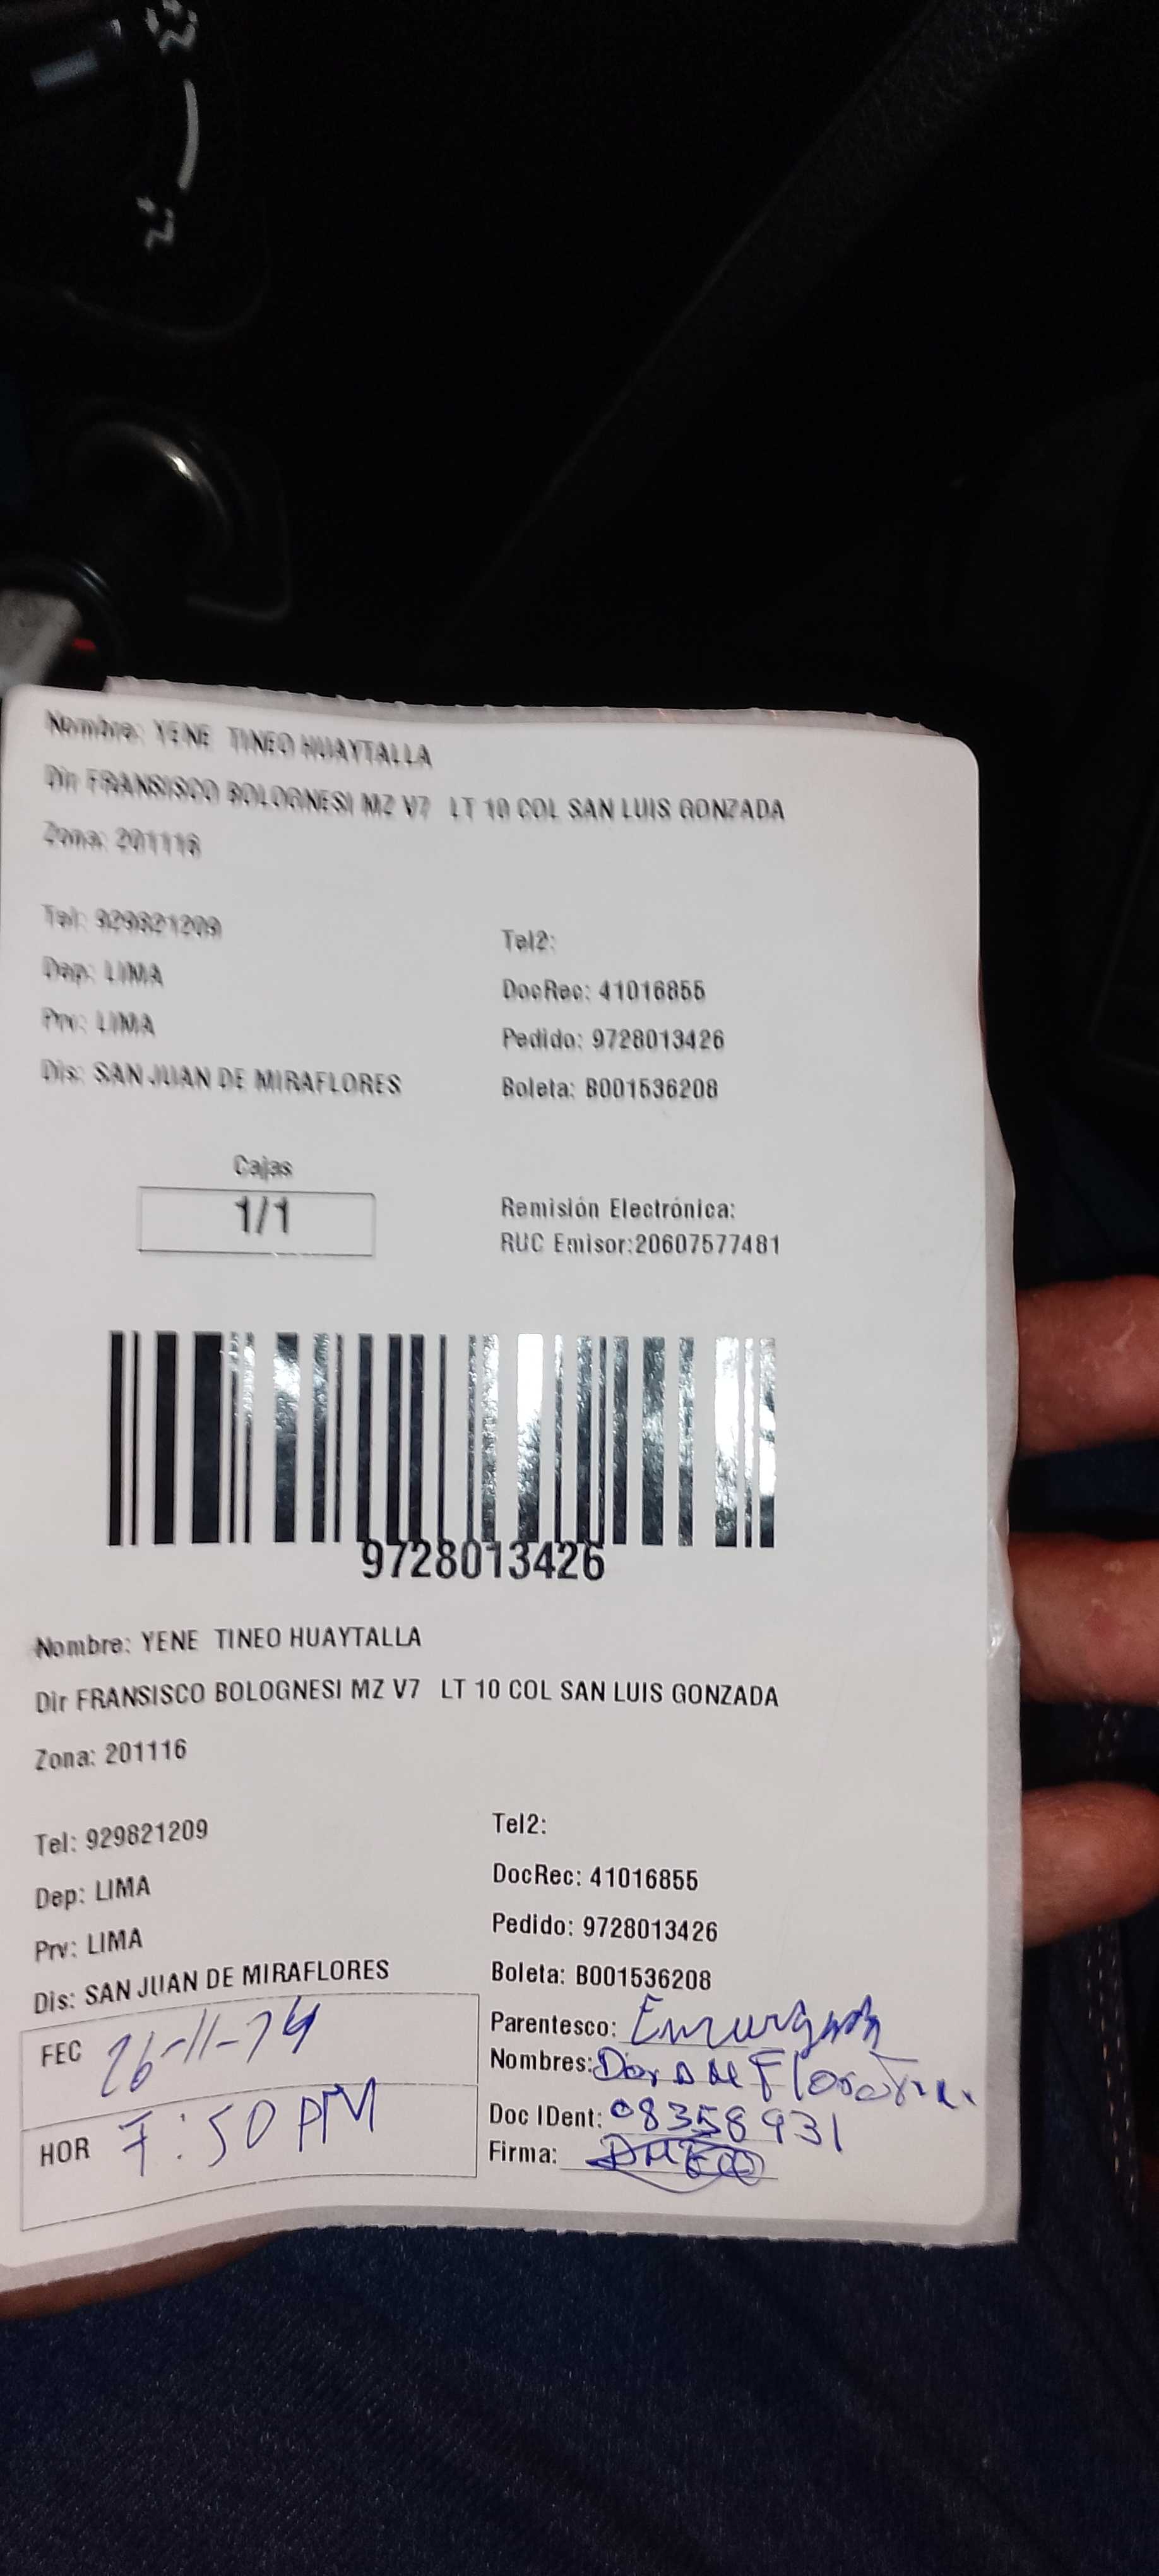 Nombre: YENE TINEO HUAYTALLA
Dir FRANSISCO BOLOGNESI MZ V7 LT 10 COL SAN LUIS GONZADA
Zona: 201116
Tel: 929821209
Tel2:
Dep: LIMA
DocRec: 41016855
Prv: LIMA
Pedido: 9728013426
Dis: SAN JUAN DE MIRAFLORES
Boleta: B001536208
Cajas
1/1
Remisión Electrónica:
RUC Emisor:20607577481
9728013426
Nombre: YENE TINEO HUAYTALLA
Dir FRANSISCO BOLOGNESI MZ V7 LT 10 COL SAN LUIS GONZADA
Zona: 201116
Tel: 929821209
Tel2:
Dep: LIMA
DocRec: 41016855
Prv: LIMA
Pedido: 9728013426
Dis: SAN JUAN DE MIRAFLORES
Boleta: B001536208
FEC 26-11-24
Parentesco:
Nombres:
HOR 7:50 PM
Doc IDent: 08358931
Firma: